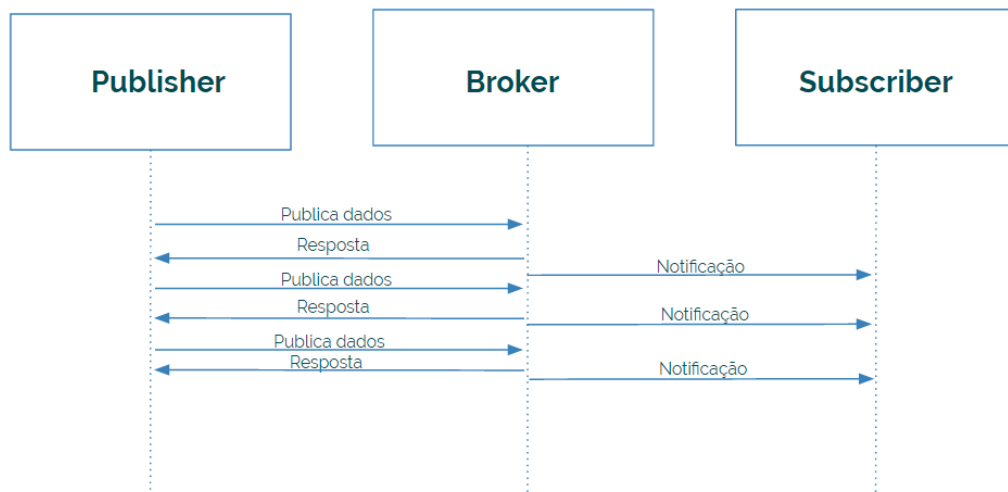 Publisher
Broker
Subscriber
Publica dados
Resposta
Notificação
Publica dados
Resposta
Notificação
Publica dados
Resposta
Notificação